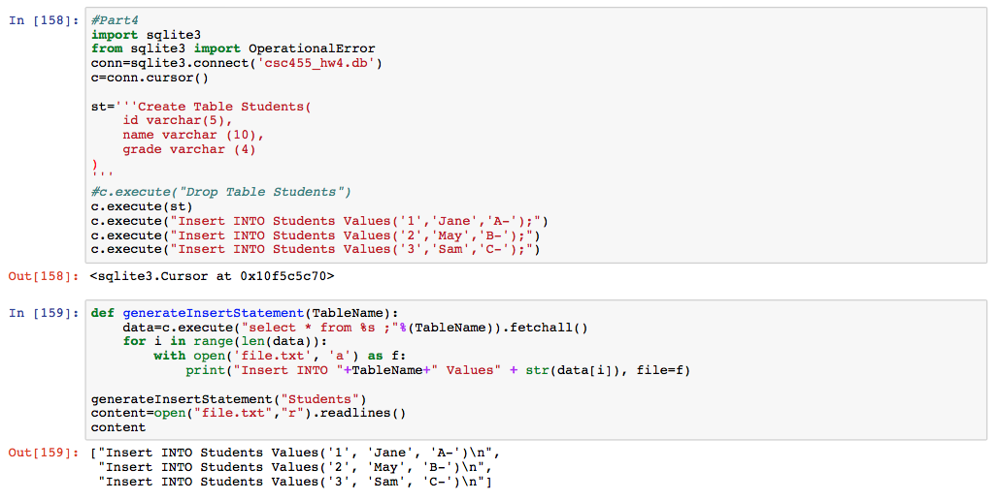 In [158]: #Part4
import sqlite3
from sqlite3 import OperationalError
conn=sqlite3.connect('csc455_hw4.db')
c=conn.cursor()

st='''Create Table Students(
    id varchar(5),
    name varchar (10),
    grade varchar (4)
)
'''
#c.execute("Drop Table Students")
c.execute(st)
c.execute("Insert INTO Students Values('1','Jane','A-');")
c.execute("Insert INTO Students Values('2','May','B-');")
c.execute("Insert INTO Students Values('3','Sam','C-');")
Out[158]: <sqlite3.Cursor at 0x10f5c5c70>
In [159]: def generateInsertStatement(TableName):
    data=c.execute("select * from %s ;"%(TableName)).fetchall()
    for i in range(len(data)):
        with open('file.txt', 'a') as f:
            print("Insert INTO "+TableName+" Values" + str(data[i]), file=f)

generateInsertStatement("Students")
content=open("file.txt","r").readlines()
content
Out[159]: ["Insert INTO Students Values('1', 'Jane', 'A-')\n",
 "Insert INTO Students Values('2', 'May', 'B-')\n",
 "Insert INTO Students Values('3', 'Sam', 'C-')\n"]